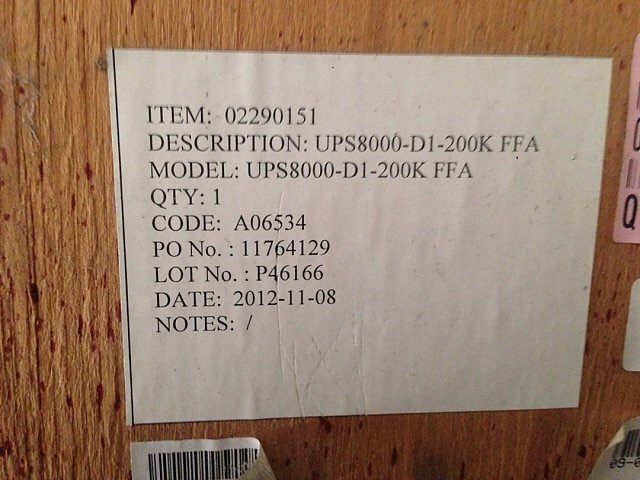 ITEM: 02290151
DESCRIPTION: UPS8000-D1-200K FFA
MODEL: UPS8000-D1-200K FFA
QTY: 1
CODE: A06534
PO No. : 11764129
LOT No. : P46166
DATE: 2012-11-08
NOTES: /
Q